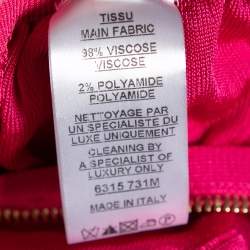 TISSU
MAIN FABRIC
98% VISCOSE
VISCOSE
2% POLYAMIDE
POLYAMIDE
NETTOYAGE PAR
UN SPECIALISTE DU
LUXE UNIQUEMENT
CLEANING BY
A SPECIALIST OF
LUXURY ONLY
6315 731M
MADE IN ITALY